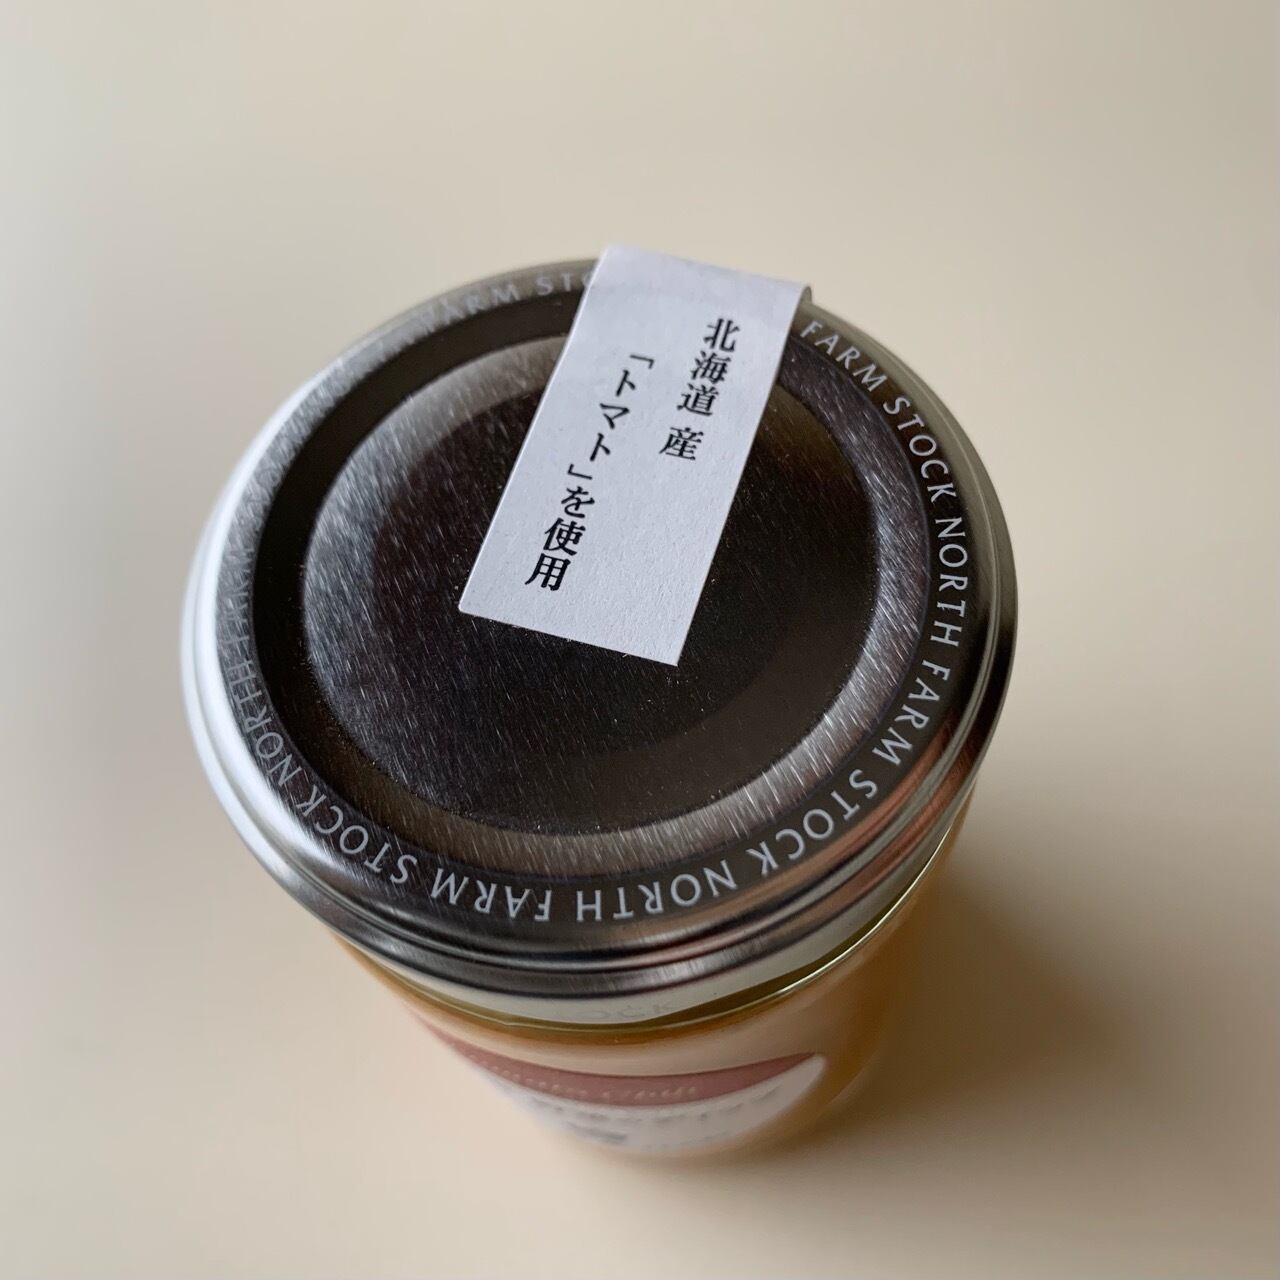 北海道産
「トマト」を使用
FARM STOCK NORTH FARM STOCK NORTH FARM STOCK NORTH FARM STO